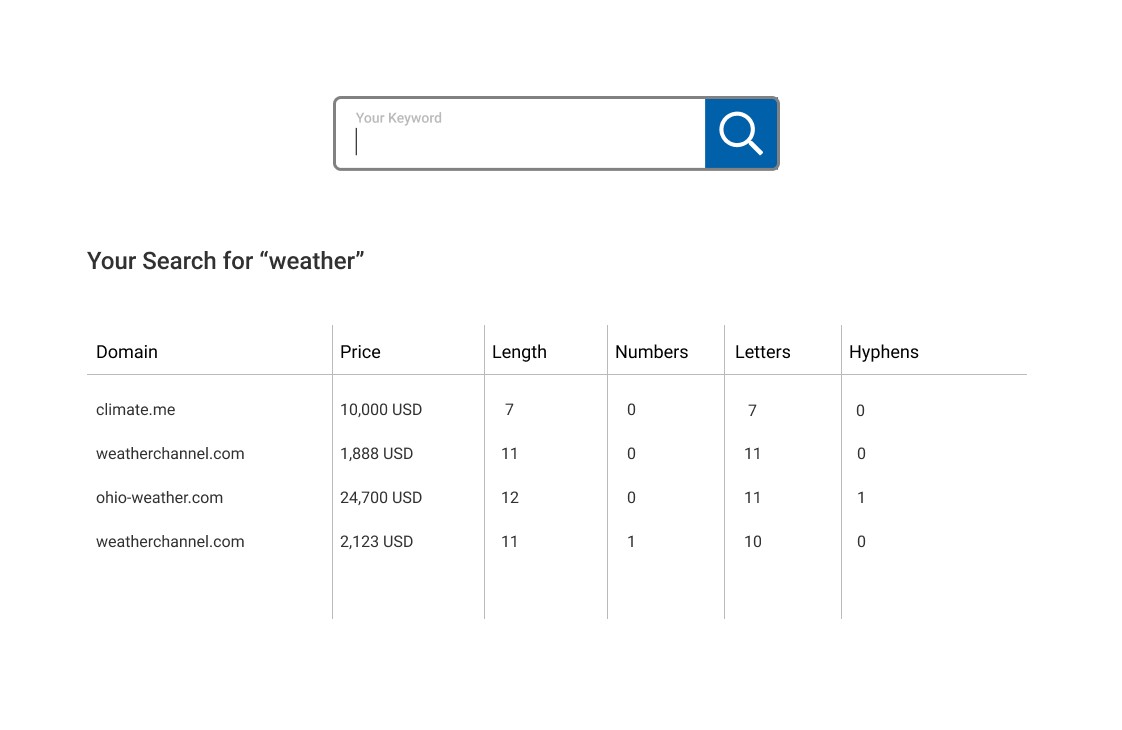 Your Keyword
Your Search for “weather”
Domain Price Length Numbers Letters Hyphens
climate.me 10,000 USD 7 0 7 0
weatherchannel.com 1,888 USD 11 0 11 0
ohio-weather.com 24,700 USD 12 0 11 1
weatherchannel.com 2,123 USD 11 1 10 0